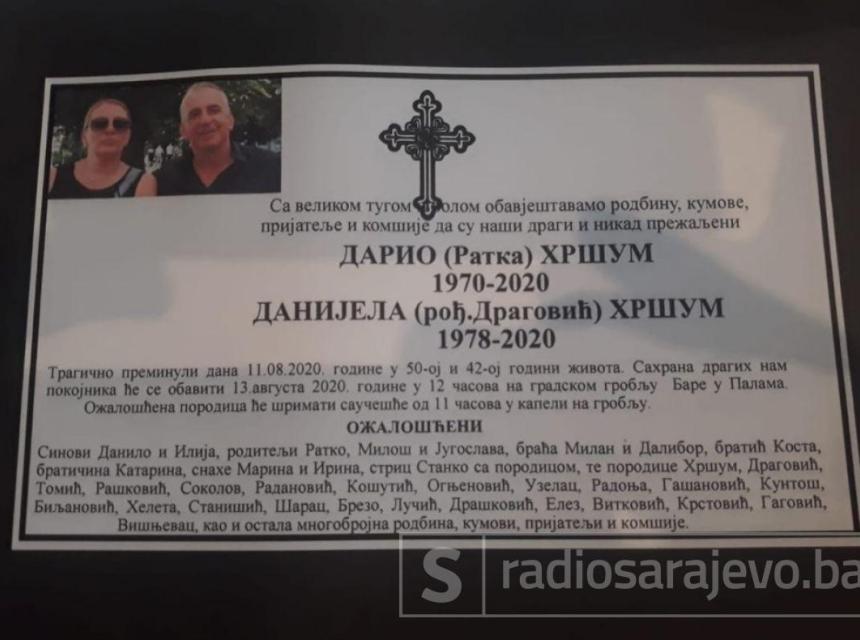 Са великом тугом болом обавјештавамо родбину, кумове,
пријатеље и комшије да су наши драги и никад прежаљени
ДАРИО (Ратка) ХРШУМ
1970-2020
ДАНИЈЕЛА (рођ.Драговић) ХРШУМ
1978-2020
Трагично преминули дана 11.08.2020. године у 50-ој и 42-ој години живота. Сахрана драгих нам
покојника ће се обавити 13.августа 2020. године у 12 часова на градском гробљу Баре у Палама.
Ожалошћена породица ће шримати саучешће од 11 часова у капели на гробљу.
ОЖАЛОШЋЕНИ
Синови Данило и Илија, родитељи Ратко, Милош и Југослава, браћа Милан и Далибор, братић Коста,
братичина Катарина, снахе Марина и Ирина, стриц Станко са породицом, те породице Хршум, Драговић,
Томић, Рашковић, Соколов, Радановић, Кошутић, Огњеновић, Узелац, Радоња, Гашановић, Кунтош,
Биљановић, Хелета, Станишић, Шарац, Брезо, Лучић, Драшковић, Елез, Витковић, Крстовић, Гаговић,
Вишњевац, као и остала многобројна родбина, кумови, пријатељи и комшије.
S radiosarajevo.ba